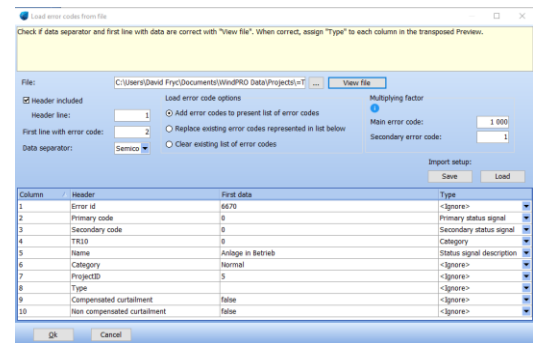 Load error codes from file
Check if data separator and first line with data are correct with "View file". When correct, assign "Type" to each column in the transposed Preview.
File: C:\Users\David Fryc\Documents\WindPRO Data\Projects\=T ... View file
Header included Load error code options Multiplying factor
Header line: 1 Add error codes to present list of error codes Main error code: 1 000
First line with error code: 2 Replace existing error codes represented in list below Secondary error code: 1
Data separator: Semico Clear existing list of error codes
Import setup:
Save Load
Column Header First data Type
1 Error id 6670 <Ignore>
2 Primary code 0 Primary status signal
3 Secondary code 0 Secondary status signal
4 TR10 0 Category
5 Name Anlage in Betrieb Status signal description
6 Category Normal <Ignore>
7 ProjectID 5 <Ignore>
8 Type <Ignore>
9 Compensated curtailment false <Ignore>
10 Non compensated curtailment false <Ignore>
Ok Cancel